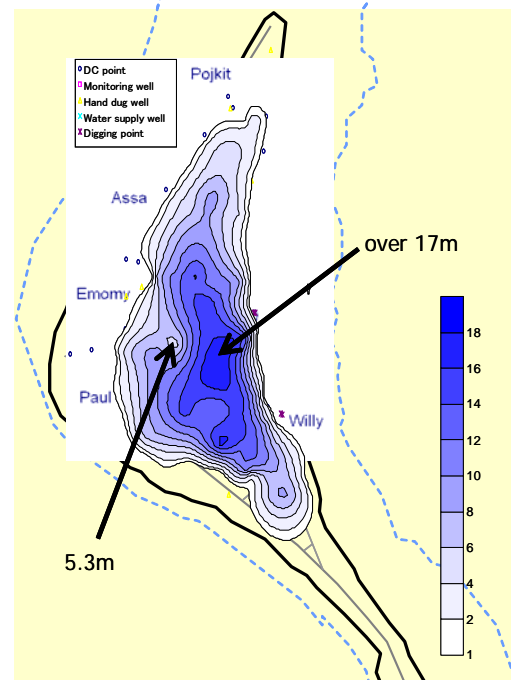 Pojkit
DC point
Monitoring well
Hand dug well
Water supply well
Digging point
Assa
over 17m
Emomy
Paul
Willy
5.3m
18
16
14
12
10
8
6
4
2
1